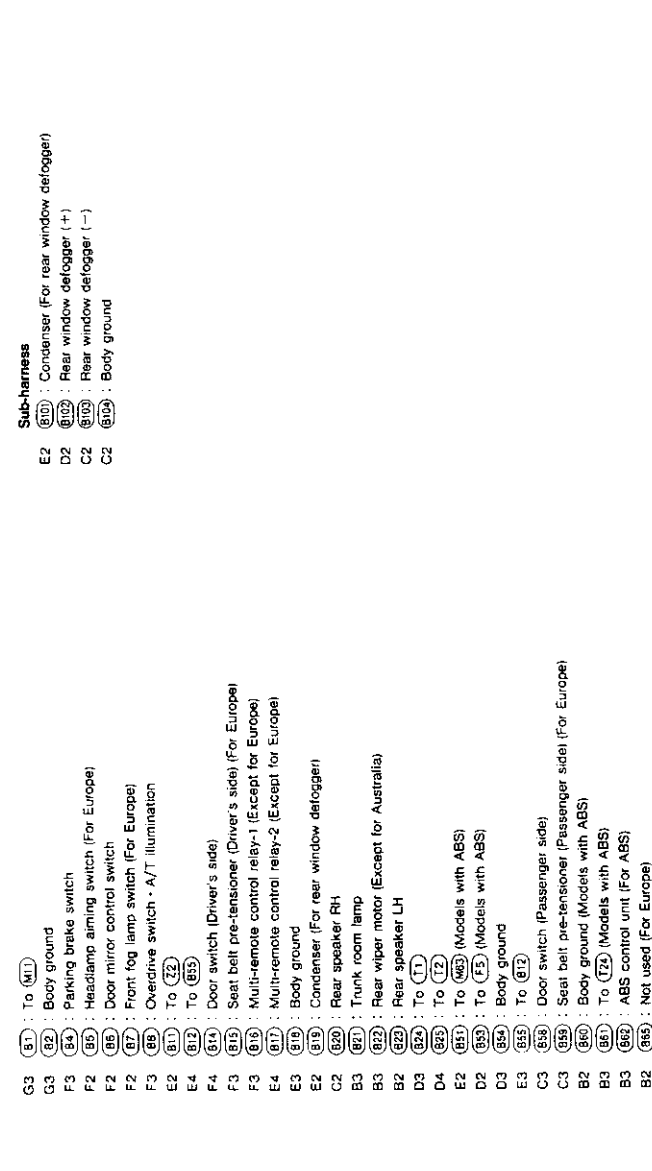 G3 B1 : To M11
G3 B2 : Body ground
F3 B4 : Parking brake switch
F2 B5 : Headlamp aiming switch (For Europe)
F2 B6 : Door mirror control switch
F2 B7 : Front fog lamp switch (For Europe)
F3 B8 : Overdrive switch • A/T illumination
E2 B11 : To Z2
E4 B12 : To B55
F4 B14 : Door switch (Driver's side)
F3 B15 : Seat belt pre-tensioner (Driver's side) (For Europe)
F3 B16 : Multi-remote control relay-1 (Except for Europe)
E4 B17 : Multi-remote control relay-2 (Except for Europe)
E3 B18 : Body ground
E2 B19 : Condenser (For rear window defogger)
C2 B20 : Rear speaker RH
B3 B21 : Trunk room lamp
B3 B22 : Rear wiper motor (Except for Australia)
B2 B23 : Rear speaker LH
D3 B24 : To T1
D4 B25 : To T2
E2 B51 : To M63 (Models with ABS)
D2 B53 : To F5 (Models with ABS)
D3 B54 : Body ground
E3 B55 : To B12
C3 B58 : Door switch (Passenger side)
C3 B59 : Seat belt pre-tensioner (Passenger side) (For Europe)
B2 B60 : Body ground (Models with ABS)
B3 B61 : To T24 (Models with ABS)
B3 B62 : ABS control unit (For ABS)
B2 B65 : Not used (For Europe)
Sub-harness
E2 B101 : Condenser (For rear window defogger)
D2 B102 : Rear window defogger (+)
C2 B103 : Rear window defogger (−)
C2 B104 : Body ground